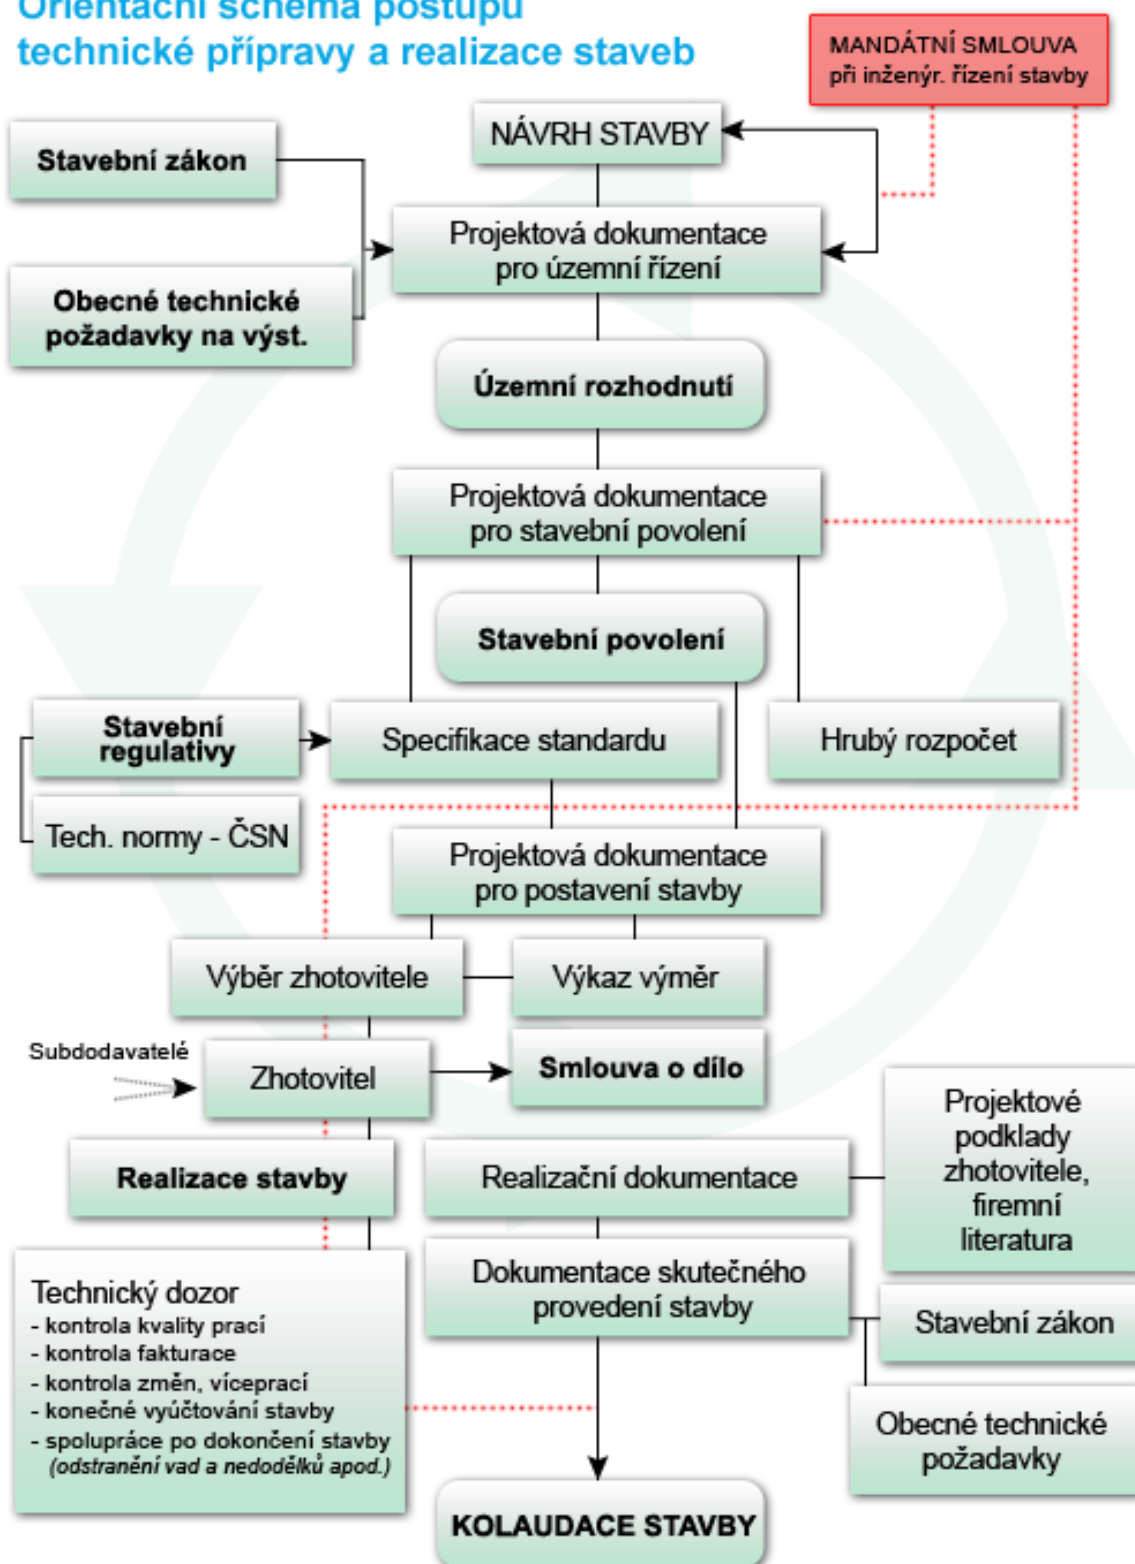 Orientační schéma postupu
technické přípravy a realizace staveb
MANDÁTNÍ SMLOUVA
při inženýr. řízení stavby
NÁVRH STAVBY
Stavební zákon
Projektová dokumentace
pro územní řízení
Obecné technické
požadavky na výst.
Územní rozhodnutí
Projektová dokumentace
pro stavební povolení
Stavební povolení
Stavební
regulativy
Specifikace standardu
Hrubý rozpočet
Tech. normy - ČSN
Projektová dokumentace
pro postavení stavby
Výběr zhotovitele
Výkaz výměr
Subdodavatelé
Zhotovitel
Smlouva o dílo
Projektové
podklady
zhotovitele,
firemní
literatura
Realizace stavby
Realizační dokumentace
Dokumentace skutečného
provedení stavby
Technický dozor
- kontrola kvality prací
- kontrola fakturace
- kontrola změn, víceprací
- konečné vyúčtování stavby
- spolupráce po dokončení stavby
(odstranění vad a nedodělků apod.)
Stavební zákon
Obecné technické
požadavky
KOLAUDACE STAVBY